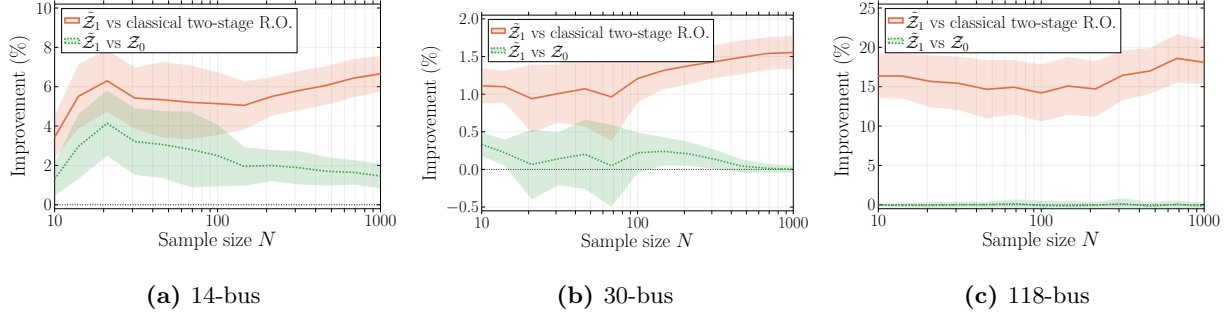 10
8
6
4
2
0
Improvement (%)
Z̃₁ vs classical two-stage R.O.
Z̃₁ vs Z₀
10
100
1000
Sample size N
(a) 14-bus
2.0
1.5
1.0
0.5
0.0
−0.5
Improvement (%)
Z̃₁ vs classical two-stage R.O.
Z̃₁ vs Z₀
10
100
1000
Sample size N
(b) 30-bus
25
20
15
10
5
0
Improvement (%)
Z̃₁ vs classical two-stage R.O.
Z̃₁ vs Z₀
10
100
1000
Sample size N
(c) 118-bus